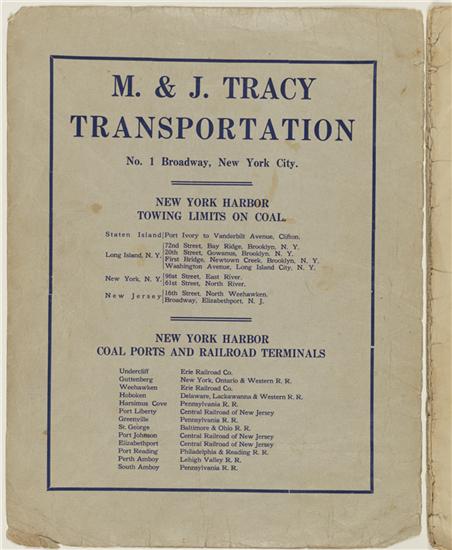 M. & J. TRACY
TRANSPORTATION
No. 1 Broadway, New York City.
NEW YORK HARBOR
TOWING LIMITS ON COAL.
Staten Island Port Ivory to Vanderbilt Avenue, Clifton.
Long Island, N. Y. 72nd Street, Bay Ridge, Brooklyn, N. Y.
20th Street, Gowanus, Brooklyn, N. Y.
First Bridge, Newtown Creek, Brooklyn, N. Y.
Washington Avenue, Long Island City, N. Y.
New York, N. Y. 96st Street, East River.
61st Street, North River.
New Jersey 16th Street, North Weehawken.
Broadway, Elizabethport, N. J.
NEW YORK HARBOR
COAL PORTS AND RAILROAD TERMINALS
Undercliff Erie Railroad Co.
Guttenberg New York, Ontario & Western R. R.
Weehawken Erie Railroad Co.
Hoboken Delaware, Lackawanna & Western R. R.
Harsimus Cove Pennsylvania R. R.
Port Liberty Central Railroad of New Jersey
Greenville Pennsylvania R. R.
St. George Baltimore & Ohio R. R.
Port Johnson Central Railroad of New Jersey
Elizabethport Central Railroad of New Jersey
Port Reading Philadelphia & Reading R. R.
Perth Amboy Lehigh Valley R. R.
South Amboy Pennsylvania R. R.